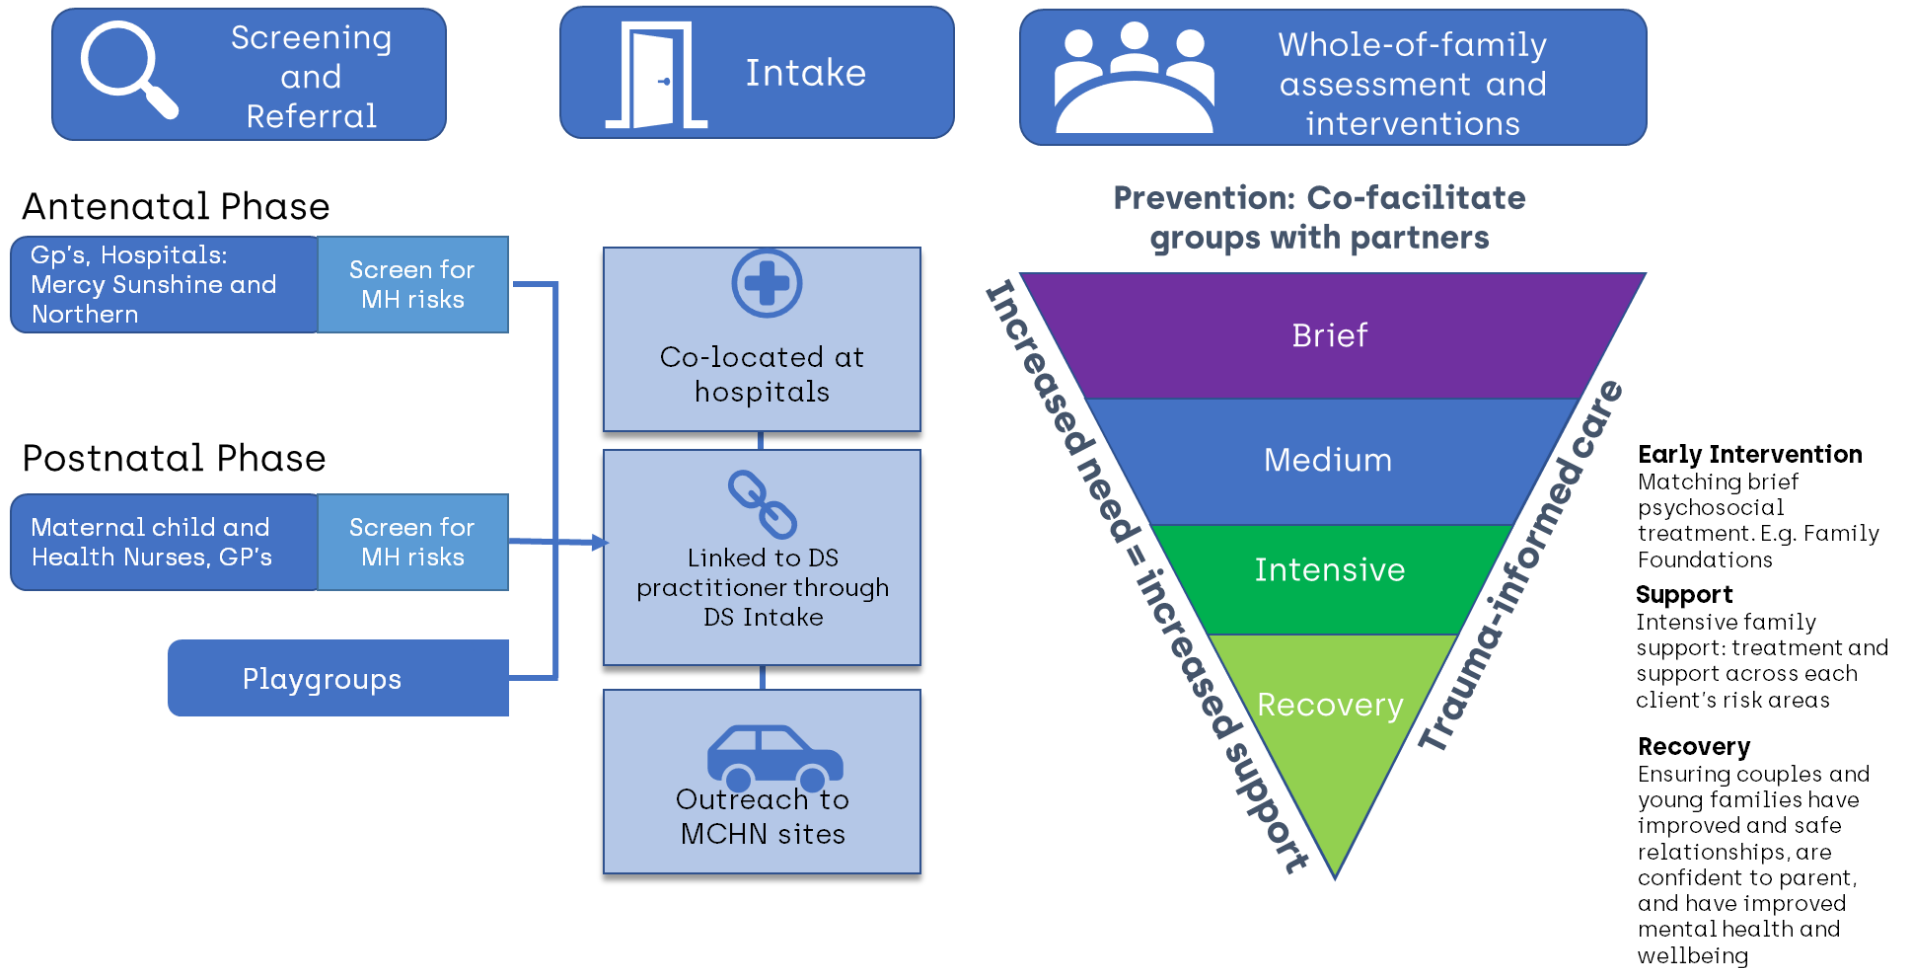 Screening
and
Referral
Intake
Whole-of-family
assessment and
interventions
Antenatal Phase
Gp's, Hospitals:
Mercy Sunshine and
Northern
Screen for
MH risks
Postnatal Phase
Maternal child and
Health Nurses, GP's
Screen for
MH risks
Playgroups
Co-located at
hospitals
Linked to DS
practitioner through
DS Intake
Outreach to
MCHN sites
Prevention: Co-facilitate
groups with partners
Increased need = increased support
Brief
Medium
Intensive
Recovery
Trauma-informed care
Early Intervention
Matching brief
psychosocial
treatment. E.g. Family
Foundations
Support
Intensive family
support: treatment and
support across each
client's risk areas
Recovery
Ensuring couples and
young families have
improved and safe
relationships, are
confident to parent,
and have improved
mental health and
wellbeing